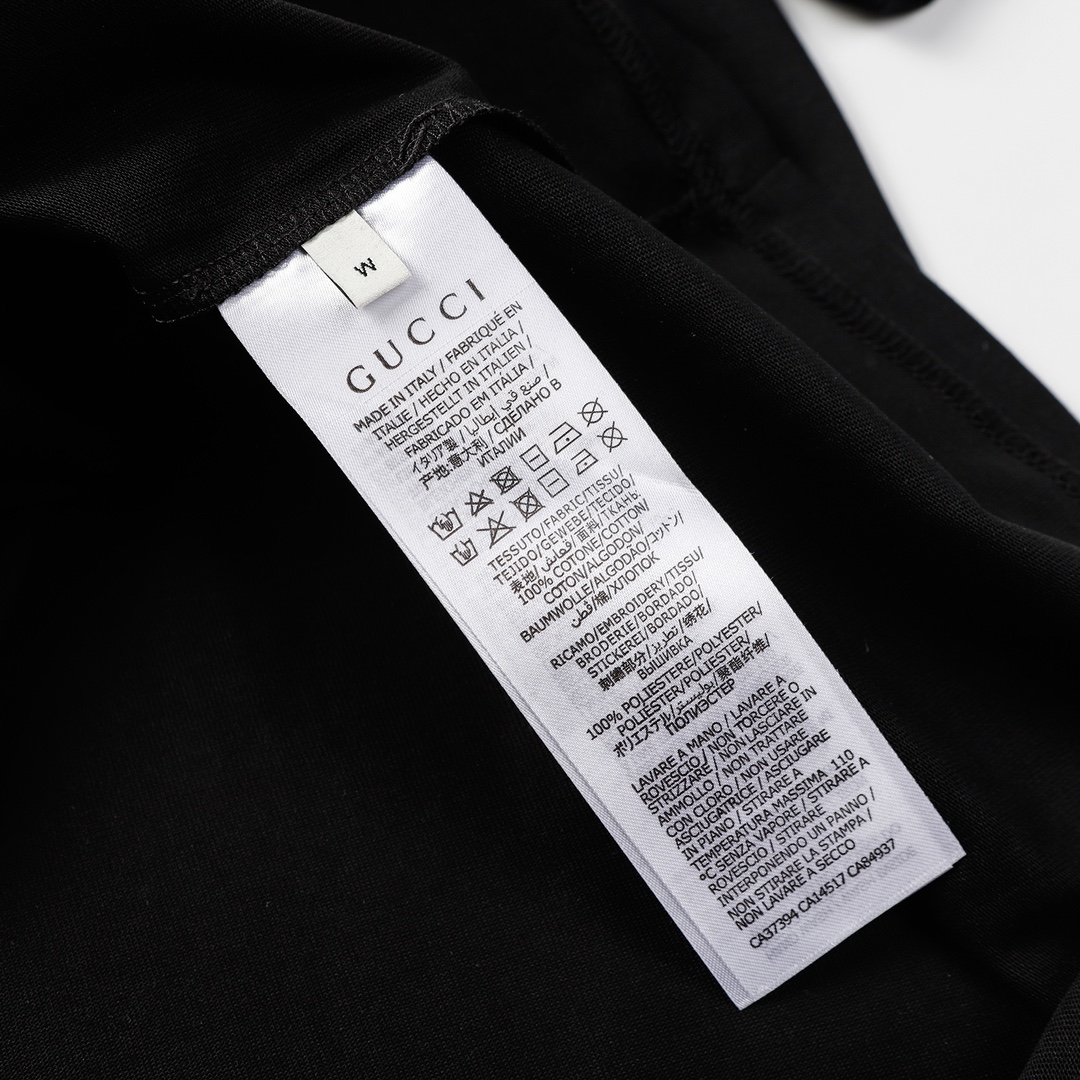 M
GUCCI
MADE IN ITALY / FABRIQUÉ EN
ITALIE / HECHO EN ITALIA /
HERGESTELLT IN ITALIEN /
FABRICADO EM ITÁLIA /
イタリア製 / صنع في إيطاليا /
产地:意大利 / СДЕЛАНО В
ИТАЛИИ
TESSUTO/FABRIC/TISSU/
TEJIDO/GEWEBE/TECIDO/
表地/قماش/面料/ТКАНЬ:
100% COTONE/COTTON/
COTON/ALGODON/
BAUMWOLLE/ALGODÃO/コットン/
قطن/棉/ХЛОПОК
RICAMO/EMBROIDERY/TISSU/
BRODERIE/BORDADO/
STICKEREI/BORDADO/
刺繍部分/تطريز/绣花/
ВЫШИВКА
100% POLIESTERE/POLYESTER/
POLIESTER/POLIESTER/
ポリエステル/بوليستر/聚酯纤维/
ПОЛИЭСТЕР
LAVARE A MANO / LAVARE A
ROVESCIO / NON TORCERE O
STRIZZARE / NON LASCIARE IN
AMMOLLO / NON TRATTARE
CON CLORO / NON USARE
ASCIUGATRICE / ASCIUGARE
IN PIANO / STIRARE A
TEMPERATURA MASSIMA 110
°C SENZA VAPORE / STIRARE A
ROVESCIO / STIRARE
INTERPONENDO UN PANNO /
NON STIRARE LA STAMPA /
NON LAVARE A SECCO
CA37394 CA14517 CA84937